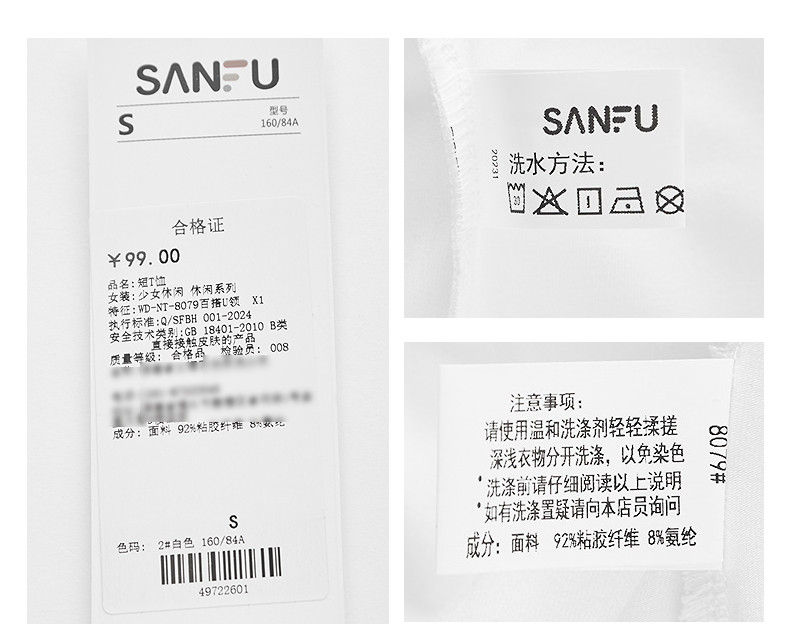 SANFU
S
型号
160/84A
合格证
￥99.00
品名:短T恤
女装:少女休闲 休闲系列
特征:WD-NT-8079百搭U领 X1
执行标准:Q/SFBH 001-2024
安全技术类别:GB 18401-2010 B类
直接接触皮肤的产品
质量等级: 合格品 检验员: 008
成分: 面料 92%粘胶纤维 8%氨纶
S
色码: 2#白色 160/84A
49722601
SANFU
20231
洗水方法:
30
注意事项:
请使用温和洗涤剂轻轻揉搓
深浅衣物分开洗涤，以免染色
*洗涤前请仔细阅读以上说明
*如有洗涤置疑请向本店员询问
成分: 面料 92%粘胶纤维 8%氨纶
8079#